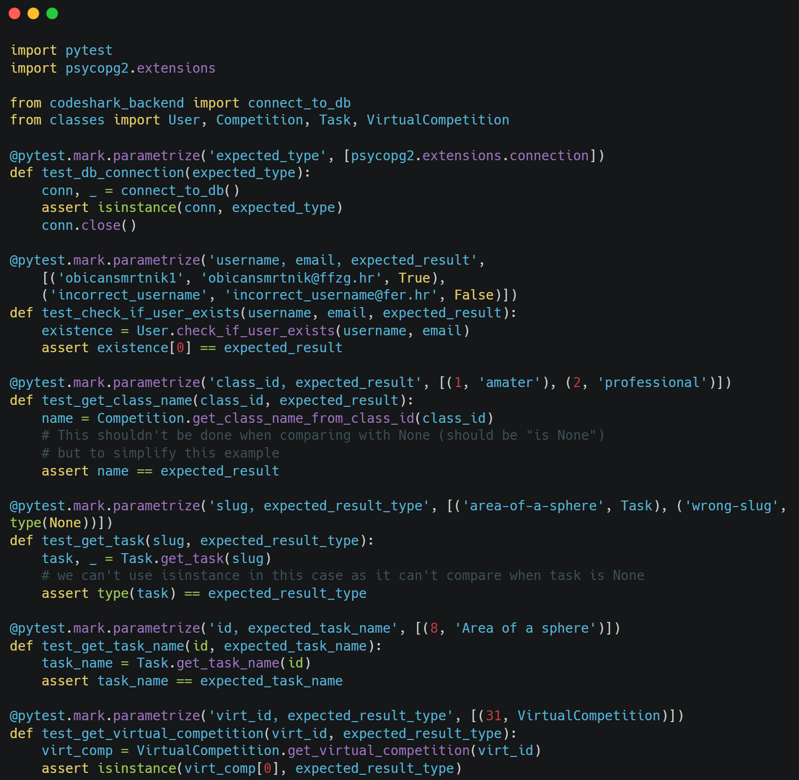 import pytest
import psycopg2.extensions

from codeshark_backend import connect_to_db
from classes import User, Competition, Task, VirtualCompetition

@pytest.mark.parametrize('expected_type', [psycopg2.extensions.connection])
def test_db_connection(expected_type):
    conn, _ = connect_to_db()
    assert isinstance(conn, expected_type)
    conn.close()

@pytest.mark.parametrize('username, email, expected_result',
    [('obicansmrtnik1', 'obicansmrtnik@ffzg.hr', True),
    ('incorrect_username', 'incorrect_username@fer.hr', False)])
def test_check_if_user_exists(username, email, expected_result):
    existence = User.check_if_user_exists(username, email)
    assert existence[0] == expected_result

@pytest.mark.parametrize('class_id, expected_result', [(1, 'amater'), (2, 'professional')])
def test_get_class_name(class_id, expected_result):
    name = Competition.get_class_name_from_class_id(class_id)
    # This shouldn't be done when comparing with None (should be "is None")
    # but to simplify this example
    assert name == expected_result

@pytest.mark.parametrize('slug, expected_result_type', [('area-of-a-sphere', Task), ('wrong-slug',
type(None))])
def test_get_task(slug, expected_result_type):
    task, _ = Task.get_task(slug)
    # we can't use isinstance in this case as it can't compare when task is None
    assert type(task) == expected_result_type

@pytest.mark.parametrize('id, expected_task_name', [(8, 'Area of a sphere')])
def test_get_task_name(id, expected_task_name):
    task_name = Task.get_task_name(id)
    assert task_name == expected_task_name

@pytest.mark.parametrize('virt_id, expected_result_type', [(31, VirtualCompetition)])
def test_get_virtual_competition(virt_id, expected_result_type):
    virt_comp = VirtualCompetition.get_virtual_competition(virt_id)
    assert isinstance(virt_comp[0], expected_result_type)